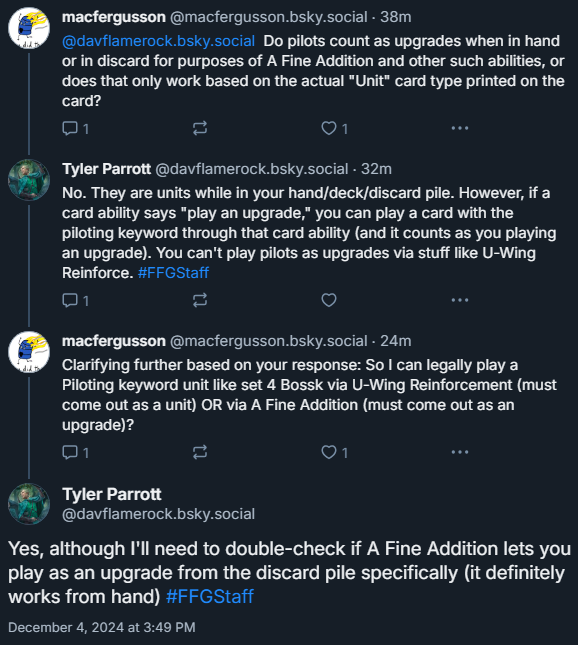 macfergusson @macfergusson.bsky.social · 38m
@davflamerock.bsky.social Do pilots count as upgrades when in hand
or in discard for purposes of A Fine Addition and other such abilities, or
does that only work based on the actual "Unit" card type printed on the
card?
1 1
Tyler Parrott @davflamerock.bsky.social · 32m
No. They are units while in your hand/deck/discard pile. However, if a
card ability says "play an upgrade," you can play a card with the
piloting keyword through that card ability (and it counts as you playing
an upgrade). You can't play pilots as upgrades via stuff like U-Wing
Reinforce. #FFGStaff
1
macfergusson @macfergusson.bsky.social · 24m
Clarifying further based on your response: So I can legally play a
Piloting keyword unit like set 4 Bossk via U-Wing Reinforcement (must
come out as a unit) OR via A Fine Addition (must come out as an
upgrade)?
1 1
Tyler Parrott
@davflamerock.bsky.social
Yes, although I'll need to double-check if A Fine Addition lets you
play as an upgrade from the discard pile specifically (it definitely
works from hand) #FFGStaff
December 4, 2024 at 3:49 PM